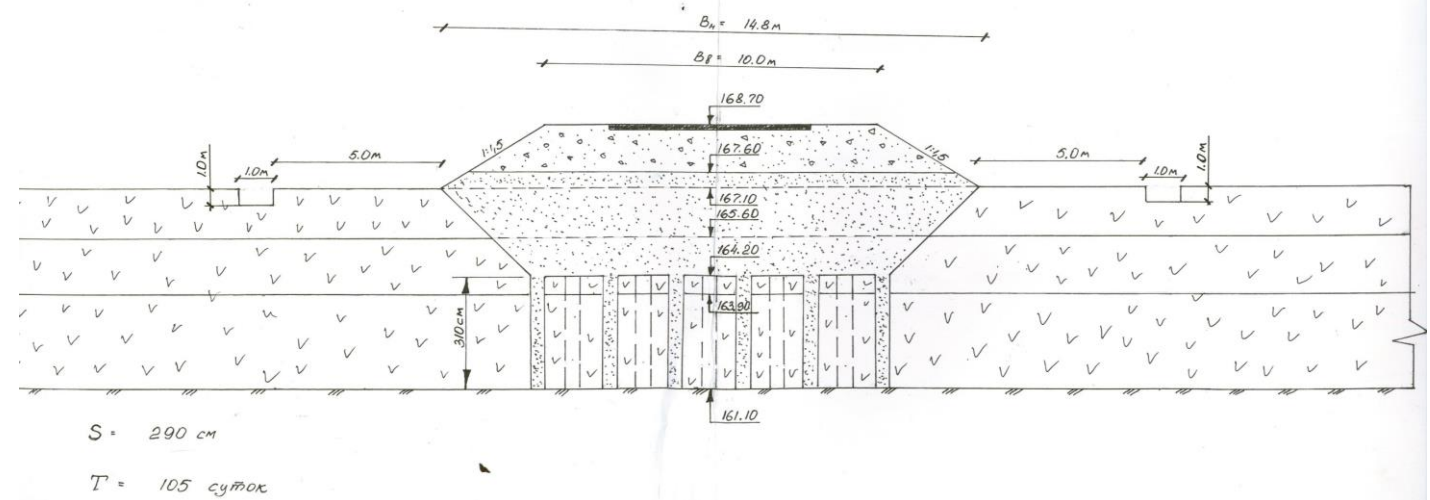 Вн = 14.8м
Вв = 10.0м
168.70
1:1,5
167.60
1:1,5
5.0м
5.0м
1.0м
1.0м
1.0м
1.0м
167.10
165.60
164.20
163.90
310см
161.10
S = 290 см
T = 105 суток